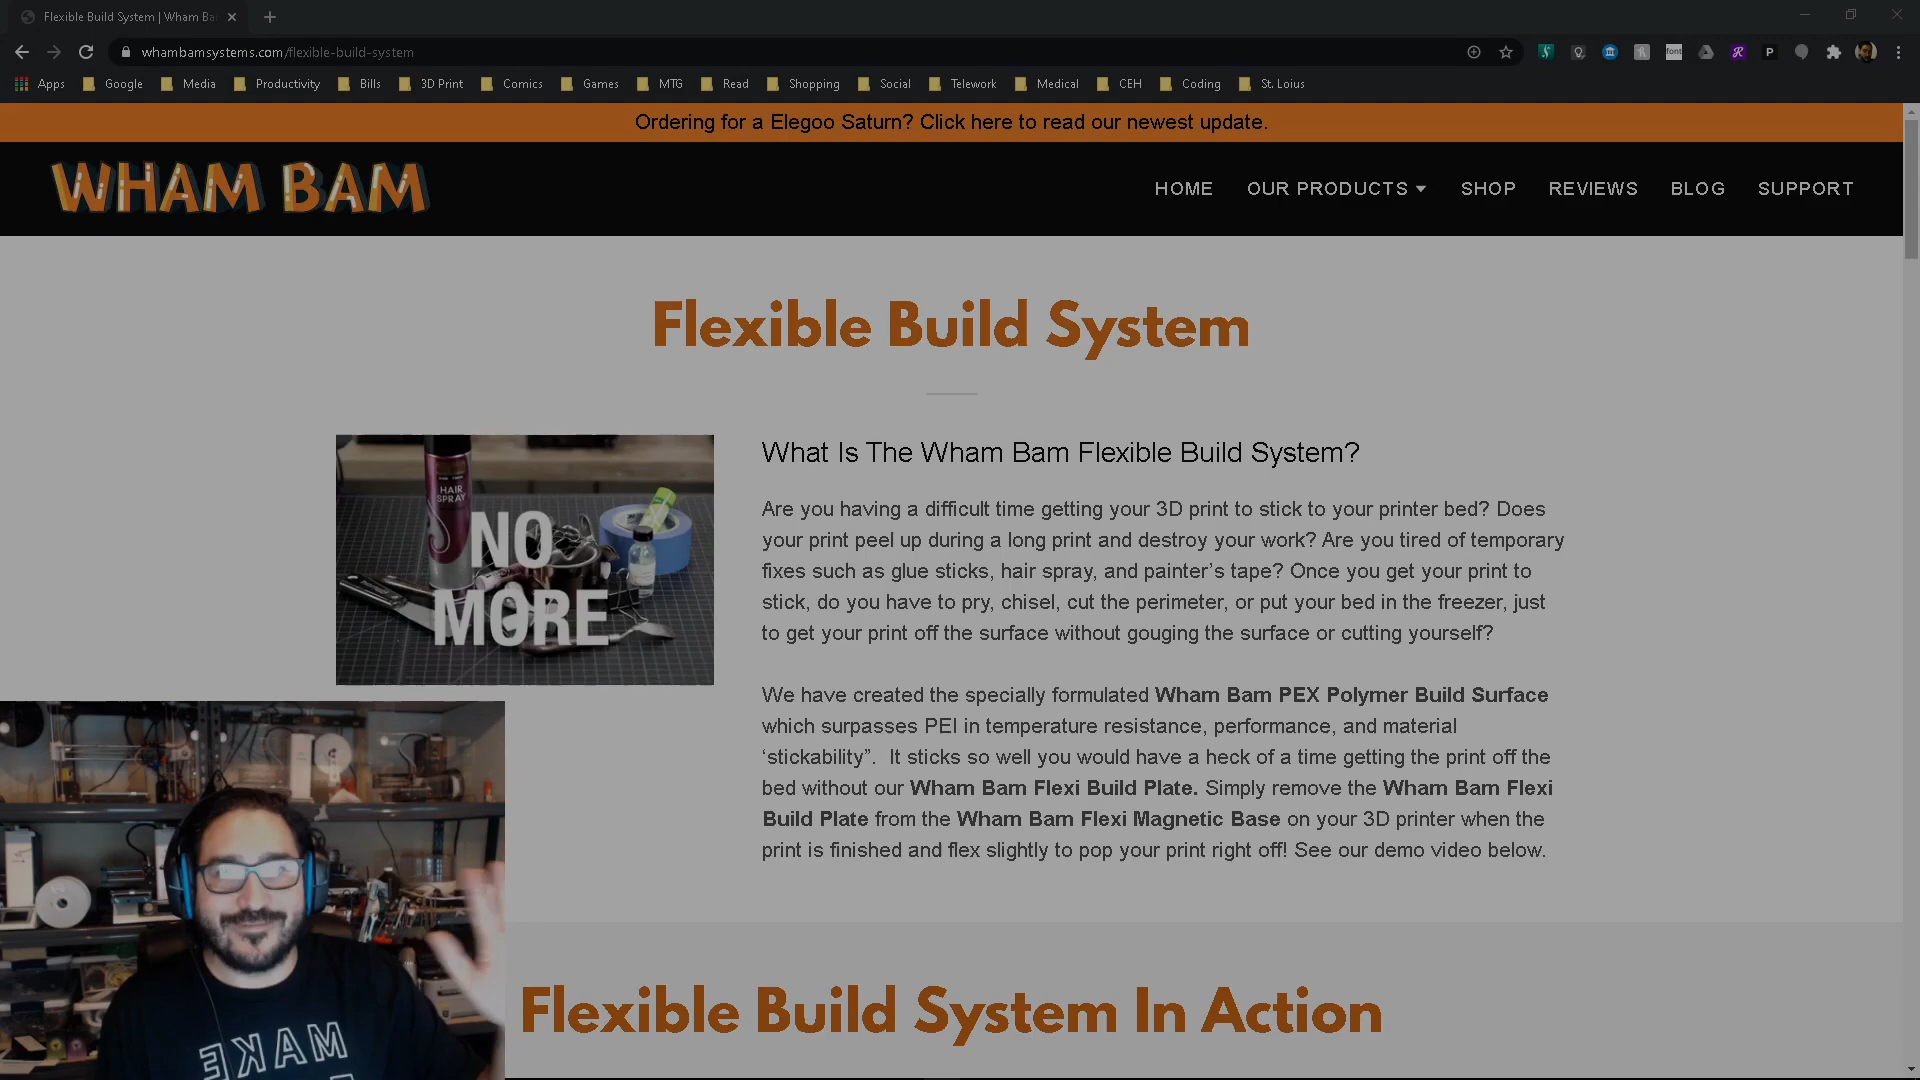 Flexible Build System | Wham Ba
whambamsystems.com/flexible-build-system
Apps Google Media Productivity Bills 3D Print Comics Games MTG Read Shopping Social Telework Medical CEH Coding St. Loius
Ordering for a Elegoo Saturn? Click here to read our newest update.
WHAM BAM
HOME OUR PRODUCTS SHOP REVIEWS BLOG SUPPORT
Flexible Build System
HAIR
SPRAY
NO
MORE
What Is The Wham Bam Flexible Build System?
Are you having a difficult time getting your 3D print to stick to your printer bed? Does
your print peel up during a long print and destroy your work? Are you tired of temporary
fixes such as glue sticks, hair spray, and painter’s tape? Once you get your print to
stick, do you have to pry, chisel, cut the perimeter, or put your bed in the freezer, just
to get your print off the surface without gouging the surface or cutting yourself?
We have created the specially formulated Wham Bam PEX Polymer Build Surface
which surpasses PEI in temperature resistance, performance, and material
‘stickability”. It sticks so well you would have a heck of a time getting the print off the
bed without our Wham Bam Flexi Build Plate. Simply remove the Wham Bam Flexi
Build Plate from the Wham Bam Flexi Magnetic Base on your 3D printer when the
print is finished and flex slightly to pop your print right off! See our demo video below.
MAKE
Flexible Build System In Action